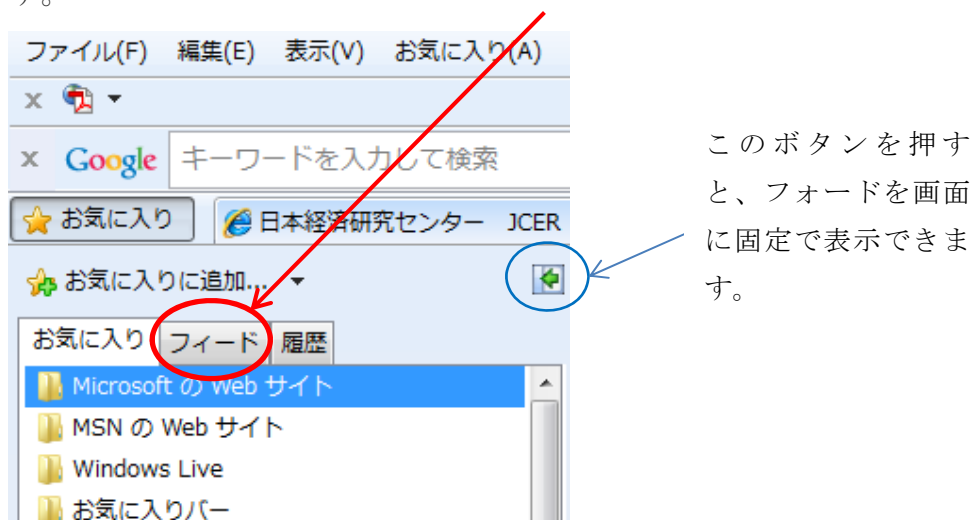 す。
ファイル(F) 編集(E) 表示(V) お気に入り(A)
x
x Google キーワードを入力して検索
お気に入り 日本経済研究センター JCER
お気に入りに追加...
お気に入り フィード 履歴
Microsoft の Web サイト
MSN の Web サイト
Windows Live
お気に入りバー
このボタンを押す
と、フォードを画面
に固定で表示できま
す。